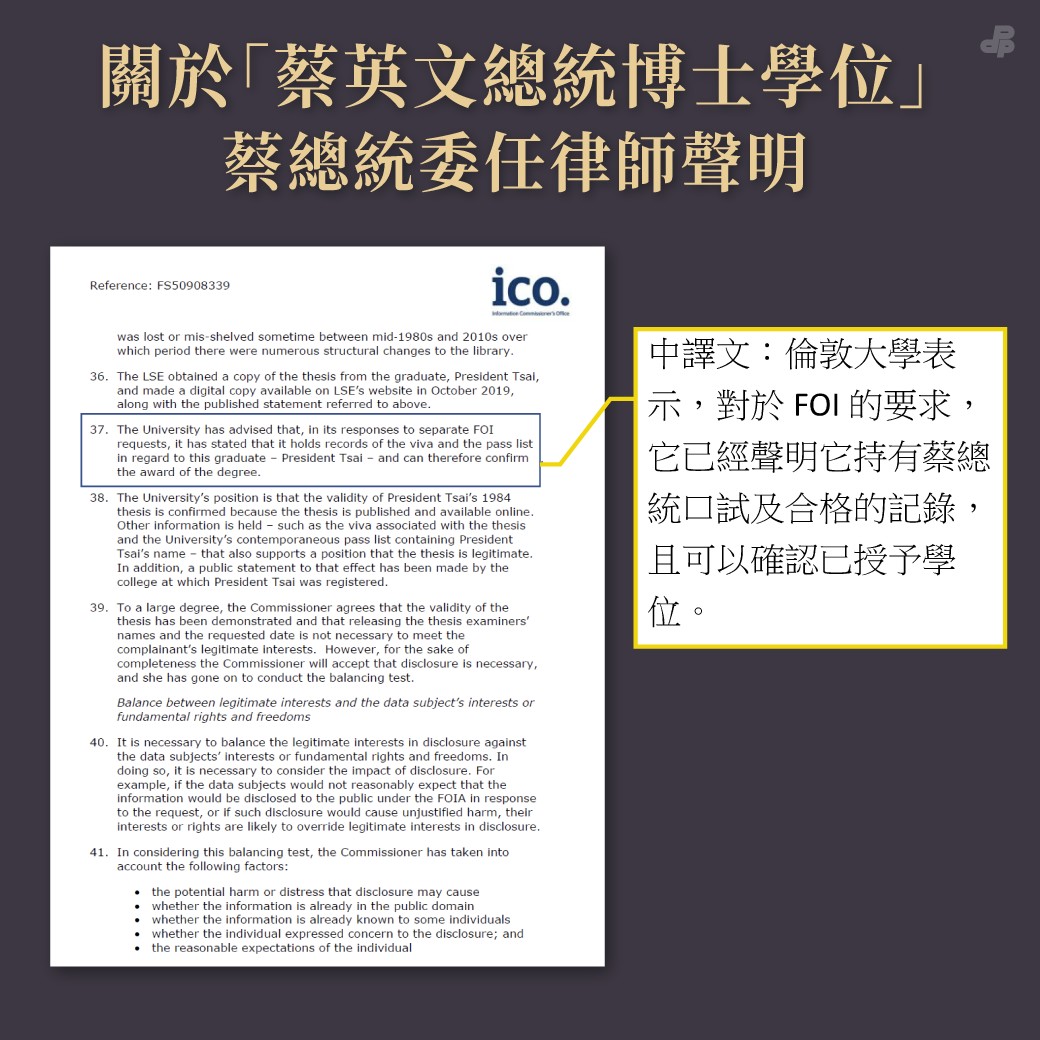 關於「蔡英文總統博士學位」
蔡總統委任律師聲明
Reference: FS50908339
ico.
Information Commissioner's Office
was lost or mis-shelved sometime between mid-1980s and 2010s over
which period there were numerous structural changes to the library.
36. The LSE obtained a copy of the thesis from the graduate, President Tsai,
and made a digital copy available on LSE's website in October 2019,
along with the published statement referred to above.
37. The University has advised that, in its responses to separate FOI
requests, it has stated that it holds records of the viva and the pass list
in regard to this graduate – President Tsai – and can therefore confirm
the award of the degree.
38. The University's position is that the validity of President Tsai's 1984
thesis is confirmed because the thesis is published and available online.
Other information is held – such as the viva associated with the thesis
and the University's contemporaneous pass list containing President
Tsai's name – that also supports a position that the thesis is legitimate.
In addition, a public statement to that effect has been made by the
college at which President Tsai was registered.
39. To a large degree, the Commissioner agrees that the validity of the
thesis has been demonstrated and that releasing the thesis examiners'
names and the requested date is not necessary to meet the
complainant's legitimate interests. However, for the sake of
completeness the Commissioner will accept that disclosure is necessary,
and she has gone on to conduct the balancing test.
Balance between legitimate interests and the data subject's interests or
fundamental rights and freedoms
40. It is necessary to balance the legitimate interests in disclosure against
the data subjects' interests or fundamental rights and freedoms. In
doing so, it is necessary to consider the impact of disclosure. For
example, if the data subjects would not reasonably expect that the
information would be disclosed to the public under the FOIA in response
to the request, or if such disclosure would cause unjustified harm, their
interests or rights are likely to override legitimate interests in disclosure.
41. In considering this balancing test, the Commissioner has taken into
account the following factors:
• the potential harm or distress that disclosure may cause
• whether the information is already in the public domain
• whether the information is already known to some individuals
• whether the individual expressed concern to the disclosure; and
• the reasonable expectations of the individual
中譯文：倫敦大學表
示，對於 FOI 的要求，
它已經聲明它持有蔡總
統口試及合格的記錄，
且可以確認已授予學
位。